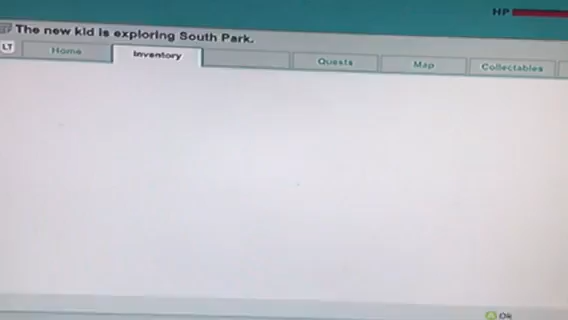 HP
The new kid is exploring South Park.
LT Home Inventory Quests Map Collectables
A Ok